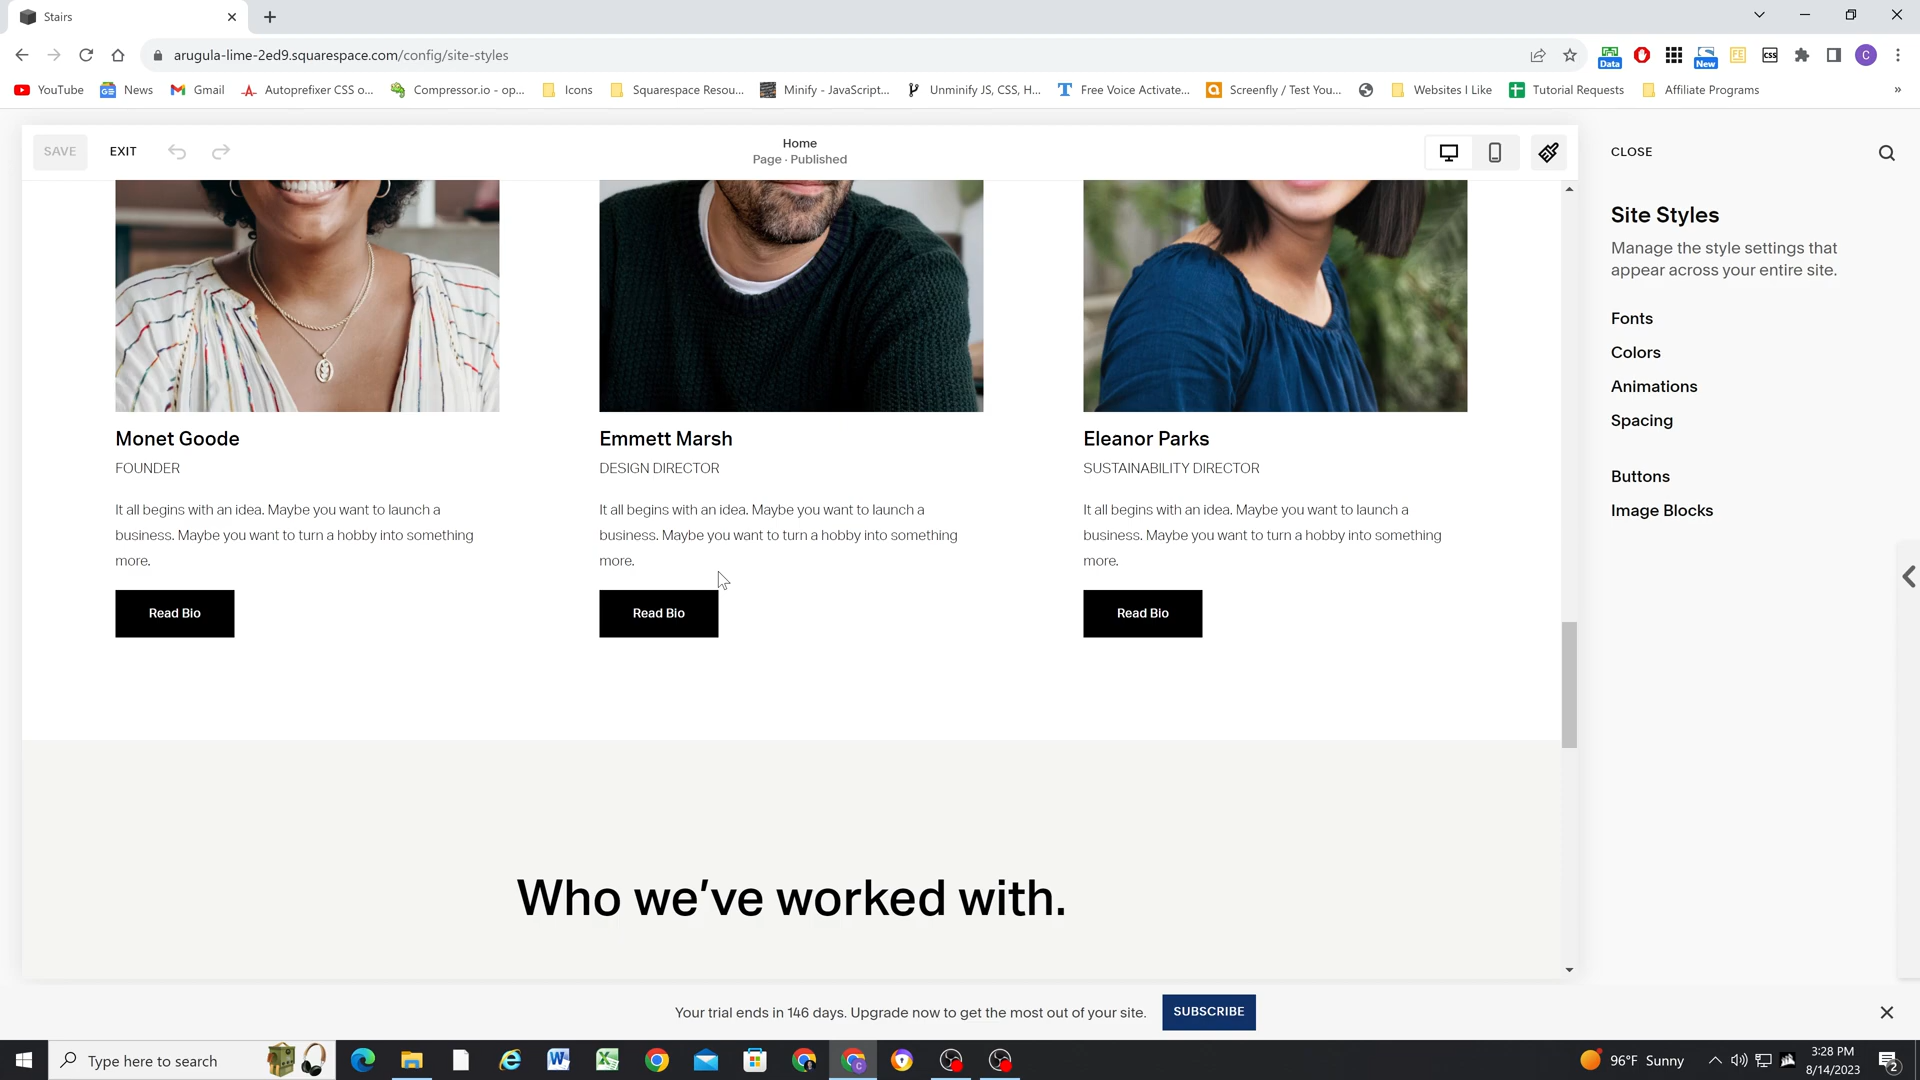 Stairs
arugula-lime-2ed9.squarespace.com/config/site-styles
Data
New
FE
CSS
C
YouTube
News
Gmail
Autoprefixer CSS o...
Compressor.io - op...
Icons
Squarespace Resou...
Minify - JavaScript...
Unminify JS, CSS, H...
Free Voice Activate...
Screenfly / Test You...
Websites I Like
Tutorial Requests
Affiliate Programs
»
SAVE
EXIT
Home
Page · Published
CLOSE
Site Styles
Manage the style settings that
appear across your entire site.
Fonts
Colors
Animations
Spacing
Buttons
Image Blocks
Monet Goode
FOUNDER
It all begins with an idea. Maybe you want to launch a
business. Maybe you want to turn a hobby into something
more.
Read Bio
Emmett Marsh
DESIGN DIRECTOR
It all begins with an idea. Maybe you want to launch a
business. Maybe you want to turn a hobby into something
more.
Read Bio
Eleanor Parks
SUSTAINABILITY DIRECTOR
It all begins with an idea. Maybe you want to launch a
business. Maybe you want to turn a hobby into something
more.
Read Bio
Who we've worked with.
Your trial ends in 146 days. Upgrade now to get the most out of your site.
SUBSCRIBE
Type here to search
96°F Sunny
3:28 PM
8/14/2023
2